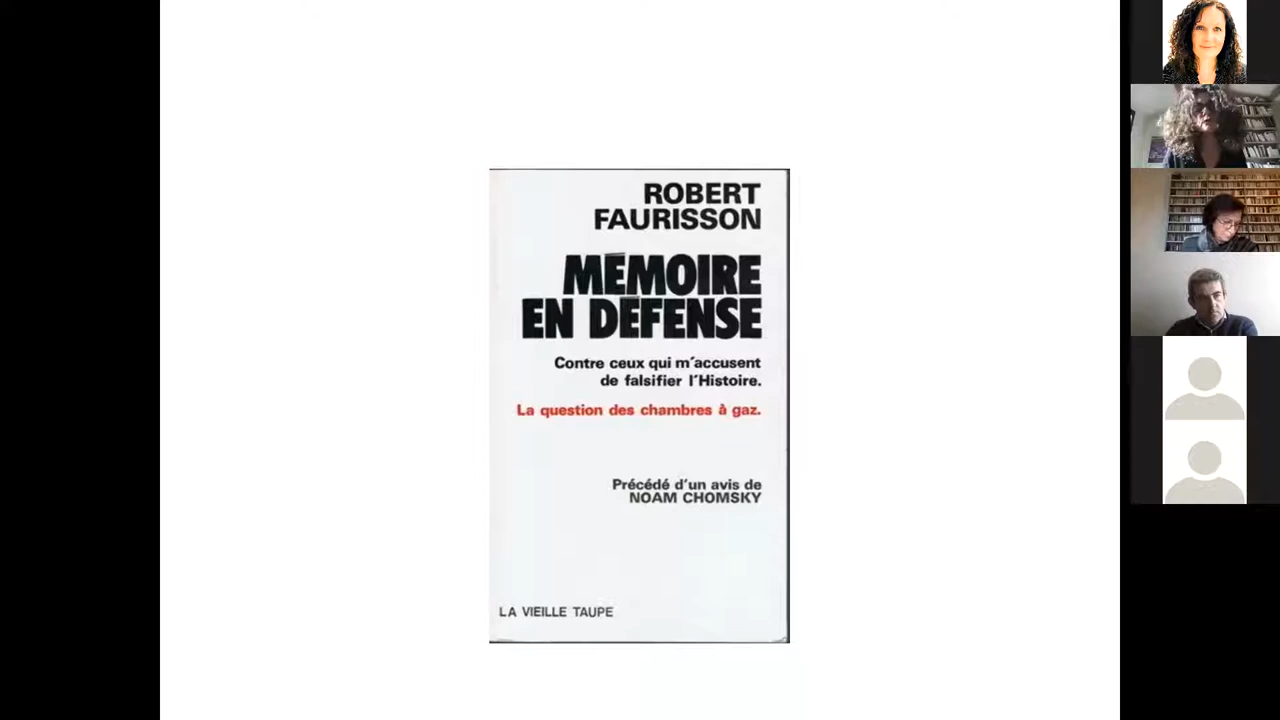 ROBERT
FAURISSON
MÉMOIRE
EN DÉFENSE
Contre ceux qui m'accusent
de falsifier l'Histoire.
La question des chambres à gaz.
Précédé d'un avis de
NOAM CHOMSKY
LA VIEILLE TAUPE